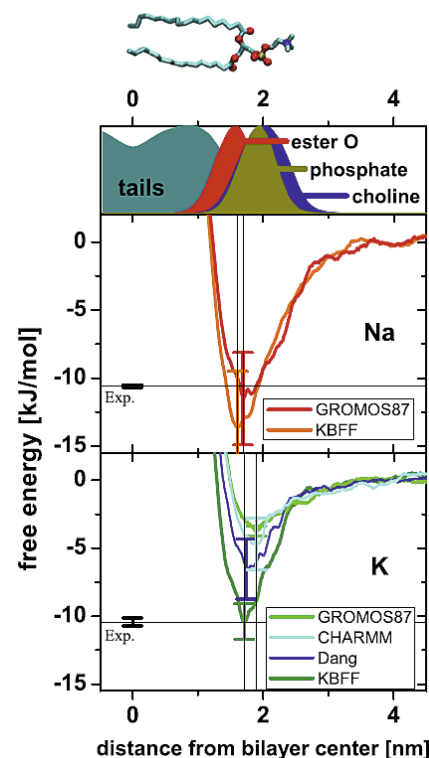 0 2 4
ester O
phosphate
tails
choline
0
-5
-10
-15
Na
Exp.
GROMOS87
KBFF
0
-5
-10
-15
K
Exp.
GROMOS87
CHARMM
Dang
KBFF
free energy [kJ/mol]
0 2 4
distance from bilayer center [nm]